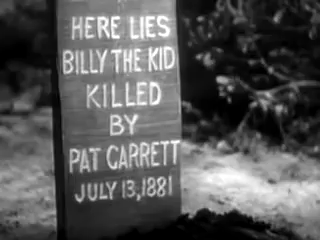 HERE LIES
BILLY THE KID
KILLED
BY
PAT GARRETT
JULY 13, 1881